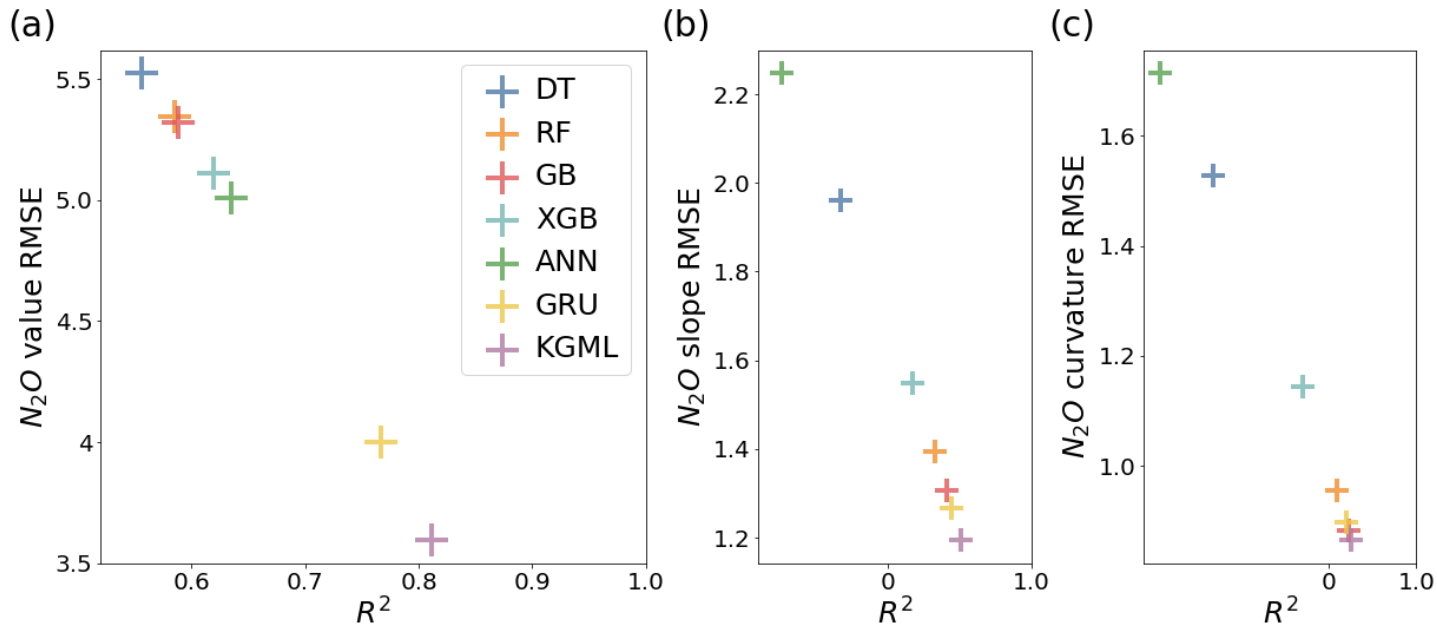 (a)
N₂O value RMSE
5.5
5.0
4.5
4
3.5
0.6
0.7
0.8
0.9
1.0
R²
DT
RF
GB
XGB
ANN
GRU
KGML
(b)
N₂O slope RMSE
2.2
2.0
1.8
1.6
1.4
1.2
0
1.0
R²
(c)
N₂O curvature RMSE
1.6
1.4
1.2
1.0
0
1.0
R²